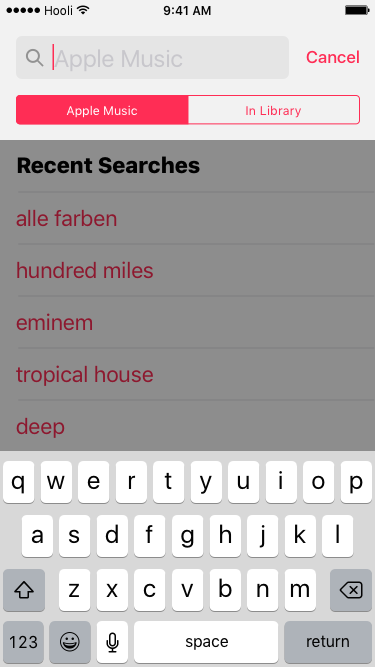 Hooli 9:41 AM
Apple Music Cancel
Apple Music In Library
Recent Searches
alle farben
hundred miles
eminem
tropical house
deep
q w e r t y u i o p
a s d f g h j k l
z x c v b n m
123 space return